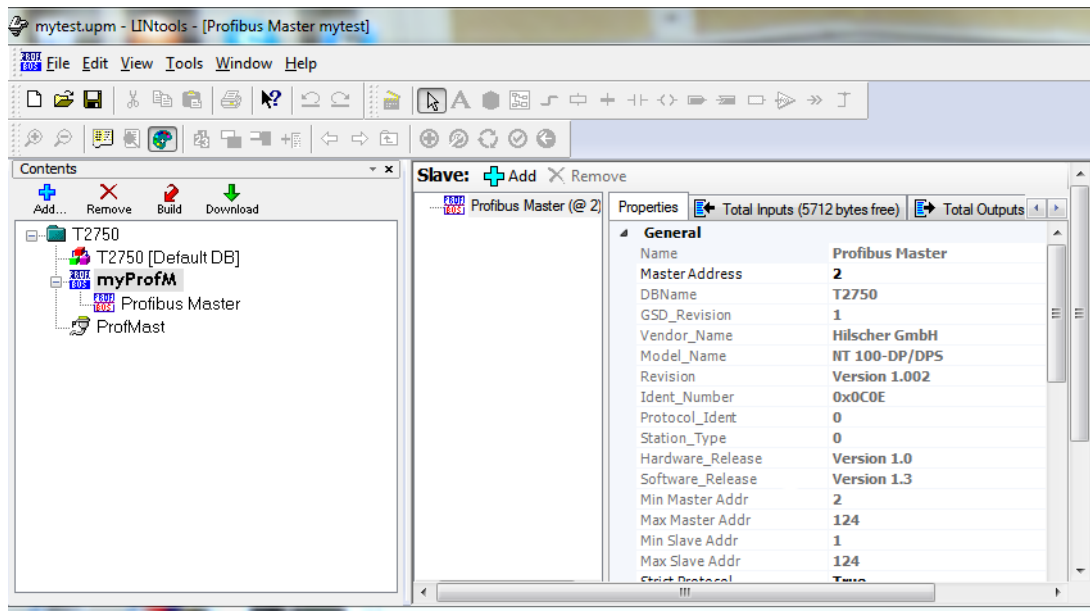 mytest.upm - LINtools - [Profibus Master mytest]
File Edit View Tools Window Help
Contents
Add... Remove Build Download
T2750
T2750 [Default DB]
myProfM
Profibus Master
ProfMast
Slave: Add Remove
Profibus Master (@ 2)
Properties Total Inputs (5712 bytes free) Total Outputs
General
Name Profibus Master
Master Address 2
DBName T2750
GSD_Revision 1
Vendor_Name Hilscher GmbH
Model_Name NT 100-DP/DPS
Revision Version 1.002
Ident_Number 0x0C0E
Protocol_Ident 0
Station_Type 0
Hardware_Release Version 1.0
Software_Release Version 1.3
Min Master Addr 2
Max Master Addr 124
Min Slave Addr 1
Max Slave Addr 124
Strict Protocol True